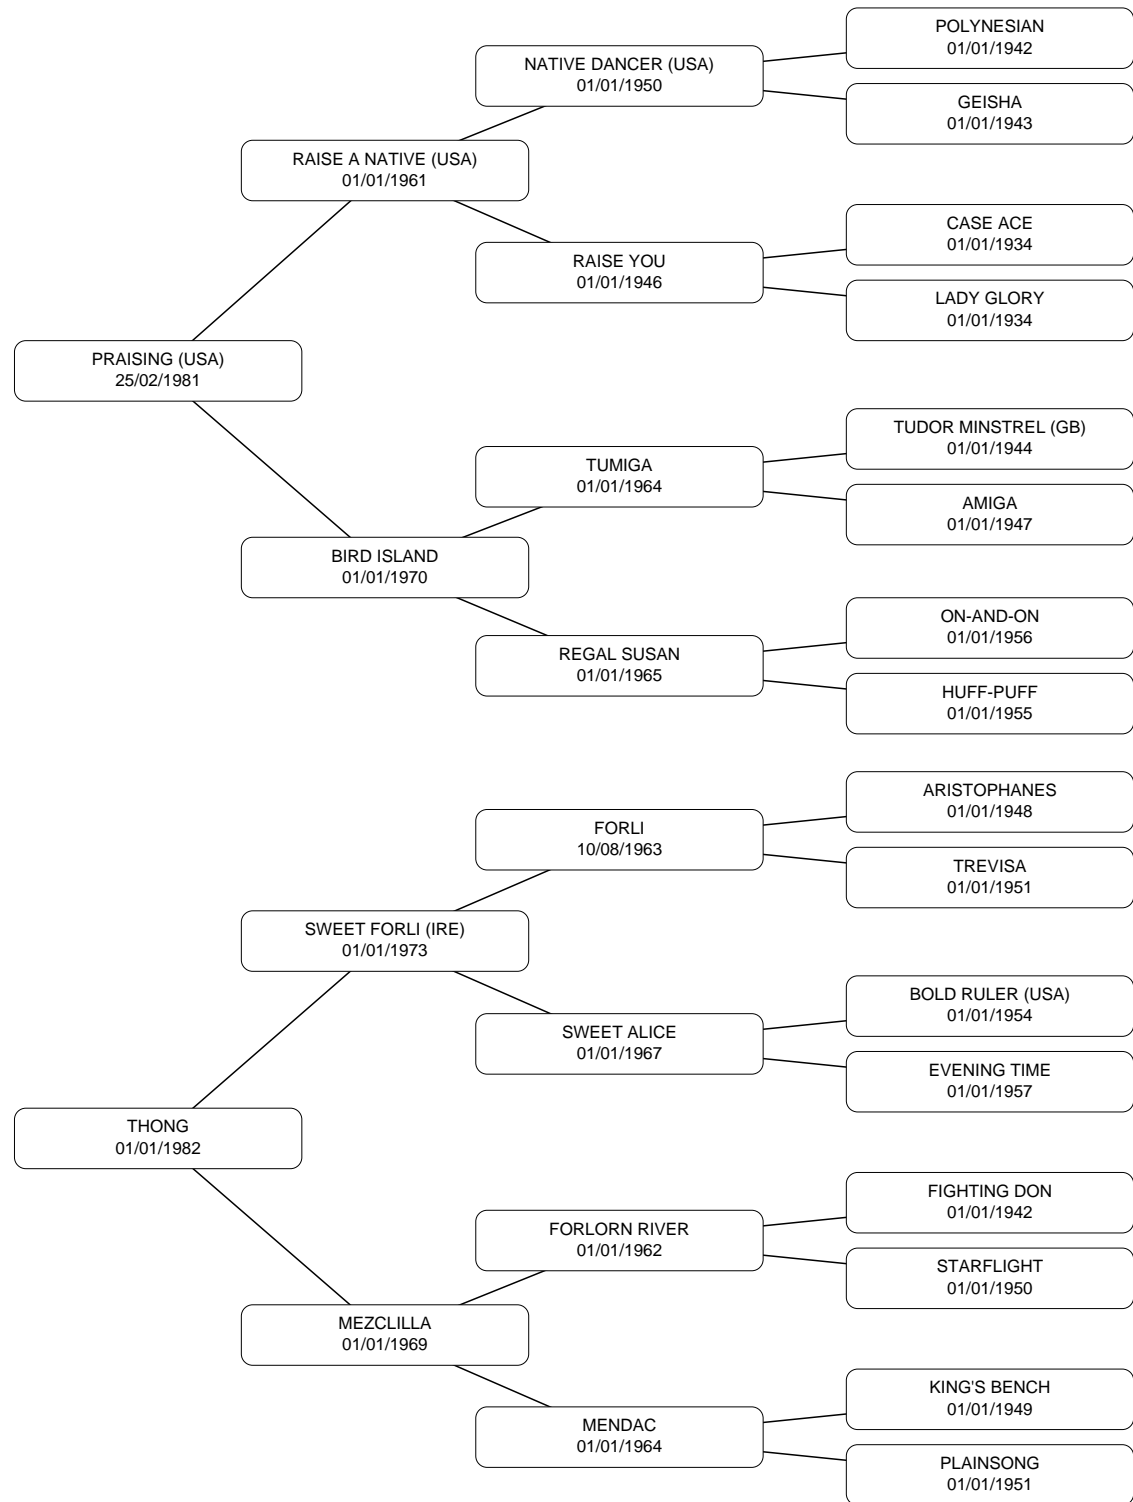 POLYNESIAN
01/01/1942
NATIVE DANCER (USA)
01/01/1950
GEISHA
01/01/1943
RAISE A NATIVE (USA)
01/01/1961
CASE ACE
01/01/1934
RAISE YOU
01/01/1946
LADY GLORY
01/01/1934
PRAISING (USA)
25/02/1981
TUDOR MINSTREL (GB)
01/01/1944
TUMIGA
01/01/1964
AMIGA
01/01/1947
BIRD ISLAND
01/01/1970
ON-AND-ON
01/01/1956
REGAL SUSAN
01/01/1965
HUFF-PUFF
01/01/1955
ARISTOPHANES
01/01/1948
FORLI
10/08/1963
TREVISA
01/01/1951
SWEET FORLI (IRE)
01/01/1973
BOLD RULER (USA)
01/01/1954
SWEET ALICE
01/01/1967
EVENING TIME
01/01/1957
THONG
01/01/1982
FIGHTING DON
01/01/1942
FORLORN RIVER
01/01/1962
STARFLIGHT
01/01/1950
MEZCLILLA
01/01/1969
KING'S BENCH
01/01/1949
MENDAC
01/01/1964
PLAINSONG
01/01/1951